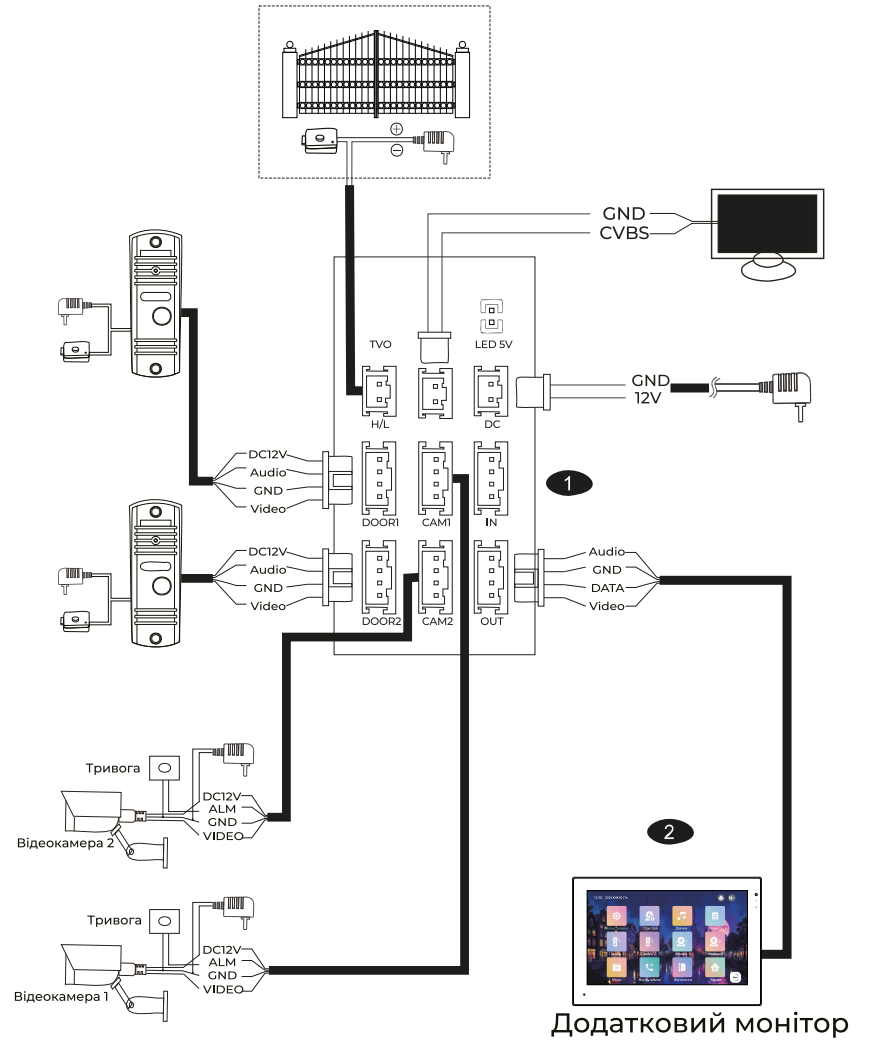 GND
CVBS
TVO
LED 5V
GND
12V
H/L
DC
DC12V
Audio
GND
Video
1
DOOR1
CAM1
IN
DC12V
Audio
GND
Video
Audio
GND
DATA
Video
DOOR2
CAM2
OUT
Тривога
DC12V
ALM
GND
VIDEO
Відеокамера 2
2
Тривога
DC12V
ALM
GND
VIDEO
Відеокамера 1
Додатковий монітор